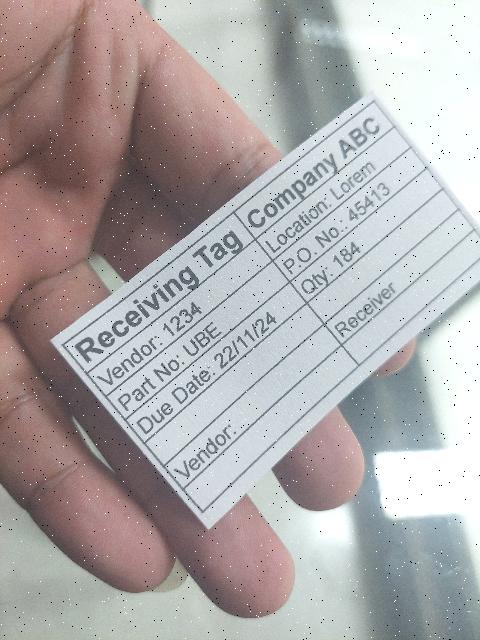 Receiving Tag Company ABC
Vendor: 1234 Location: Lorem
Part No: UBE P.O. No.: 45413
Due Date: 22/11/24 Qty: 184
Vendor: Receiver